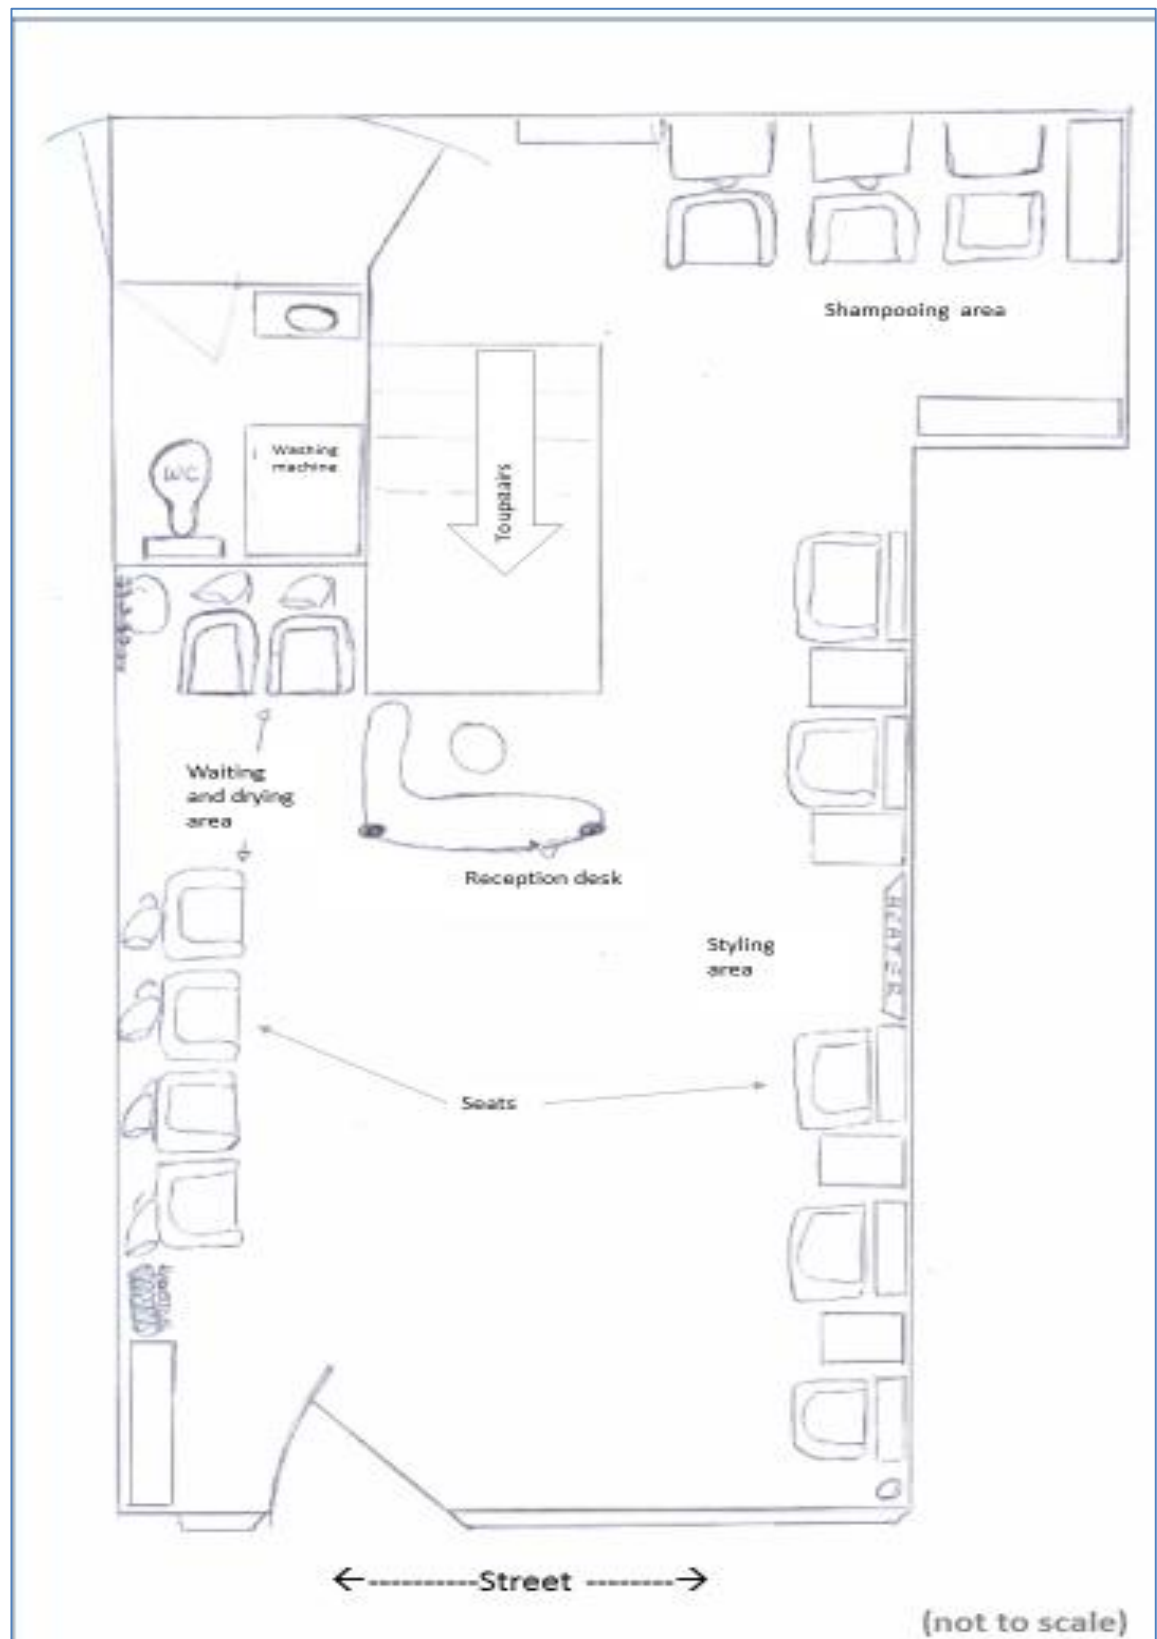 Shampooing area
Washing
machine
WC
Toupstairs
Waiting
and drying
area
Reception desk
HEATER
Styling
area
Seats
←----------Street --------→
(not to scale)